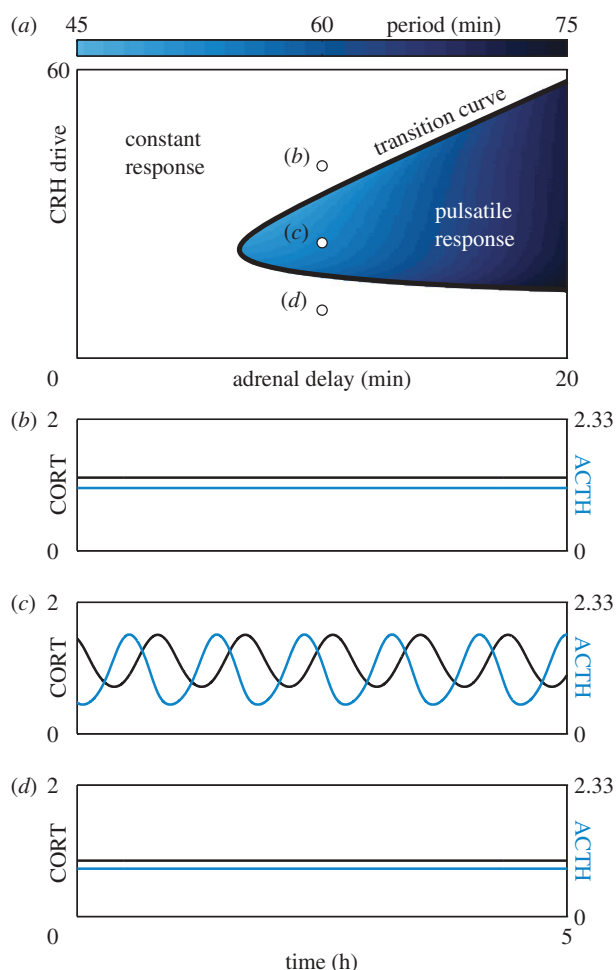 (a) 45 60 period (min) 75
60
CRH drive
constant
response
transition curve
(b)
(c)
pulsatile
response
(d)
0 adrenal delay (min) 20
(b) 2 2.33
CORT ACTH
0 0
(c) 2 2.33
CORT ACTH
0 0
(d) 2 2.33
CORT ACTH
0 0
0 5
time (h)